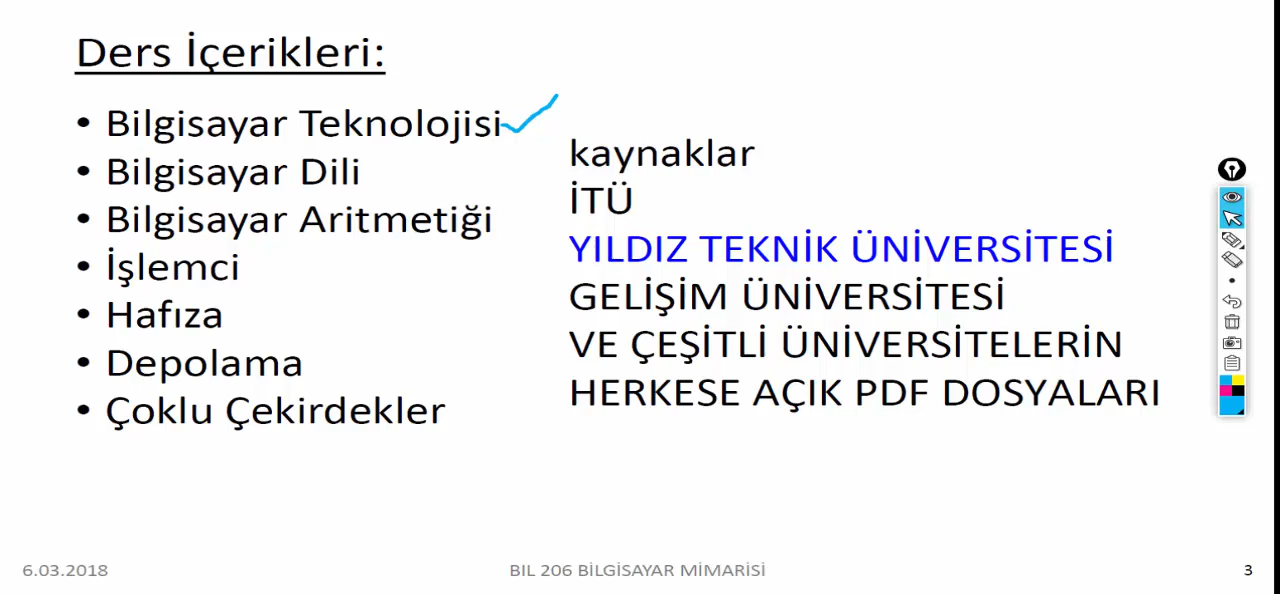 Ders İçerikleri:
• Bilgisayar Teknolojisi
• Bilgisayar Dili
• Bilgisayar Aritmetiği
• İşlemci
• Hafıza
• Depolama
• Çoklu Çekirdekler
kaynaklar
İTÜ
YILDIZ TEKNİK ÜNİVERSİTESİ
GELİŞİM ÜNİVERSİTESİ
VE ÇEŞİTLİ ÜNİVERSİTELERİN
HERKESE AÇIK PDF DOSYALARI
6.03.2018
BIL 206 BİLGİSAYAR MİMARİSİ
3